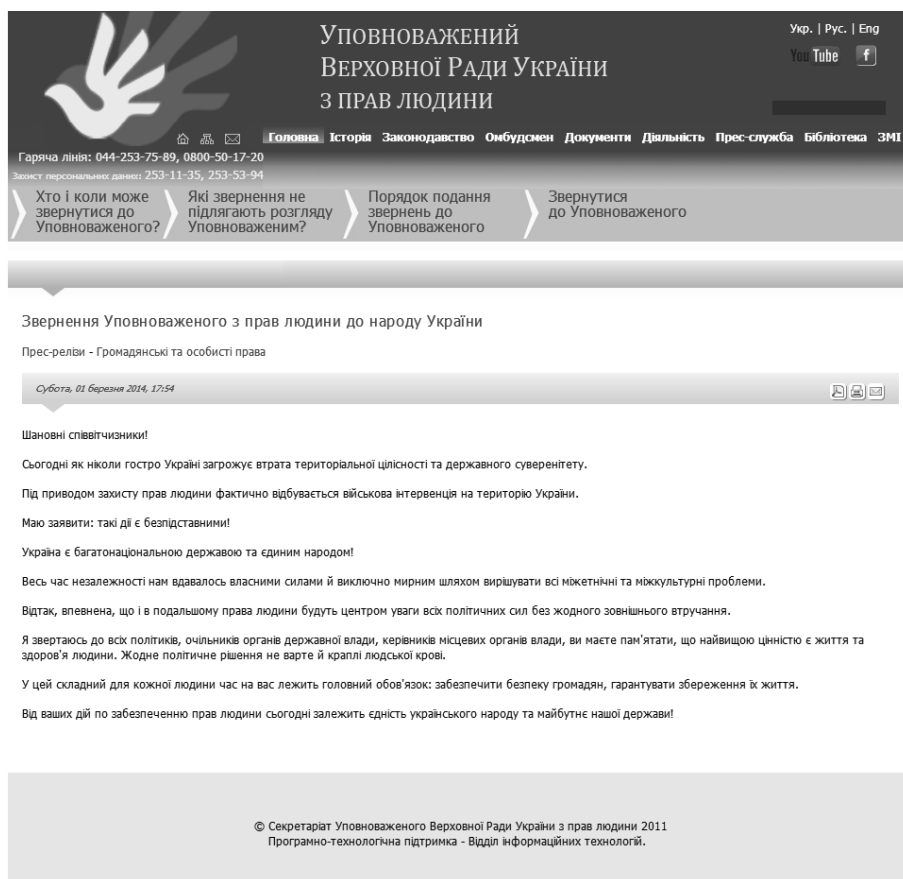 Уповноважений
Верховної Ради України
з прав людини
Укр. | Рус. | Eng
You Tube f
Головна Історія Законодавство Омбудсмен Документи Діяльність Прес-служба Бібліотека ЗМІ
Гаряча лінія: 044-253-75-89, 0800-50-17-20
Захист персональних даних: 253-11-35, 253-53-94
Хто і коли може
звернутися до
Уповноваженого?
Які звернення не
підлягають розгляду
Уповноваженим?
Порядок подання
звернень до
Уповноваженого
Звернутися
до Уповноваженого
Звернення Уповноваженого з прав людини до народу України
Прес-релізи - Громадянські та особисті права
Субота, 01 березня 2014, 17:54
Шановні співвітчизники!
Сьогодні як ніколи гостро Україні загрожує втрата територіальної цілісності та державного суверенітету.
Під приводом захисту прав людини фактично відбувається військова інтервенція на територію України.
Маю заявити: такі дії є безпідставними!
Україна є багатонаціональною державою та єдиним народом!
Весь час незалежності нам вдавалось власними силами й виключно мирним шляхом вирішувати всі міжетнічні та міжкультурні проблеми.
Відтак, впевнена, що і в подальшому права людини будуть центром уваги всіх політичних сил без жодного зовнішнього втручання.
Я звертаюсь до всіх політиків, очільників органів державної влади, керівників місцевих органів влади, ви маєте пам'ятати, що найвищою цінністю є життя та
здоров'я людини. Жодне політичне рішення не варте й краплі людської крові.
У цей складний для кожної людини час на вас лежить головний обов'язок: забезпечити безпеку громадян, гарантувати збереження їх життя.
Від ваших дій по забезпеченню прав людини сьогодні залежить єдність українського народу та майбутнє нашої держави!
© Секретаріат Уповноваженого Верховної Ради України з прав людини 2011
Програмно-технологічна підтримка - Відділ інформаційних технологій.